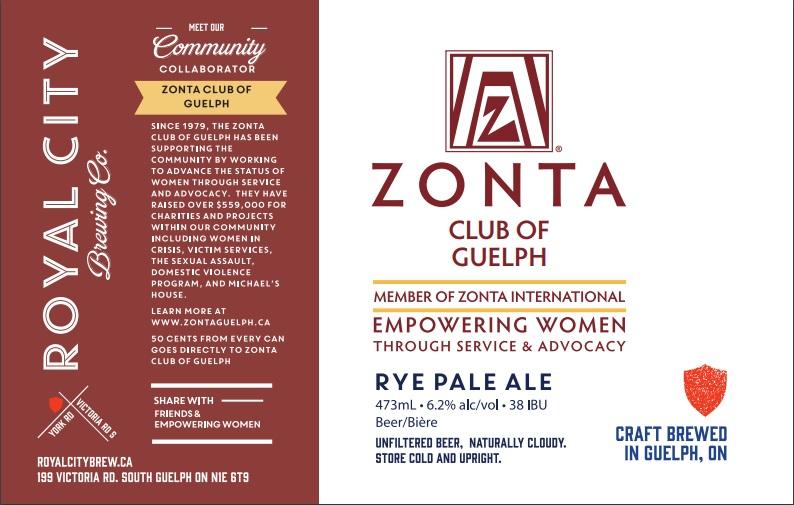 ROYAL CITY
Brewing Co.
MEET OUR
Community
COLLABORATOR
ZONTA CLUB OF
GUELPH
SINCE 1979, THE ZONTA
CLUB OF GUELPH HAS BEEN
SUPPORTING THE
COMMUNITY BY WORKING
TO ADVANCE THE STATUS OF
WOMEN THROUGH SERVICE
AND ADVOCACY. THEY HAVE
RAISED OVER $559,000 FOR
CHARITIES AND PROJECTS
WITHIN OUR COMMUNITY
INCLUDING WOMEN IN
CRISIS, VICTIM SERVICES,
THE SEXUAL ASSAULT,
DOMESTIC VIOLENCE
PROGRAM, AND MICHAEL'S
HOUSE.
LEARN MORE AT
WWW.ZONTAGUELPH.CA
50 CENTS FROM EVERY CAN
GOES DIRECTLY TO ZONTA
CLUB OF GUELPH
SHARE WITH
FRIENDS &
EMPOWERING WOMEN
YORK RD
VICTORIA RD S
ROYALCITYBREW.CA
199 VICTORIA RD. SOUTH GUELPH ON N1E 6T9
®
ZONTA
CLUB OF
GUELPH
MEMBER OF ZONTA INTERNATIONAL
EMPOWERING WOMEN
THROUGH SERVICE & ADVOCACY
RYE PALE ALE
473mL • 6.2% alc/vol • 38 IBU
Beer/Bière
UNFILTERED BEER, NATURALLY CLOUDY.
STORE COLD AND UPRIGHT.
CRAFT BREWED
IN GUELPH, ON